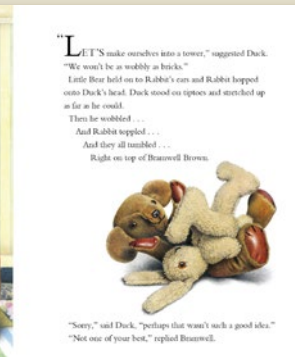 "LET'S make ourselves into a tower," suggested Duck.
"We won't be as wobbly as bricks."
Little Bear held on to Rabbit's ears and Rabbit hopped
onto Duck's head. Duck stood on tiptoes and stretched up
as far as he could.
Then he wobbled . . .
And Rabbit toppled . . .
And they all tumbled . . .
Right on top of Bramwell Brown.
"Sorry," said Duck, "perhaps that wasn't such a good idea."
"Not one of your best," replied Bramwell.